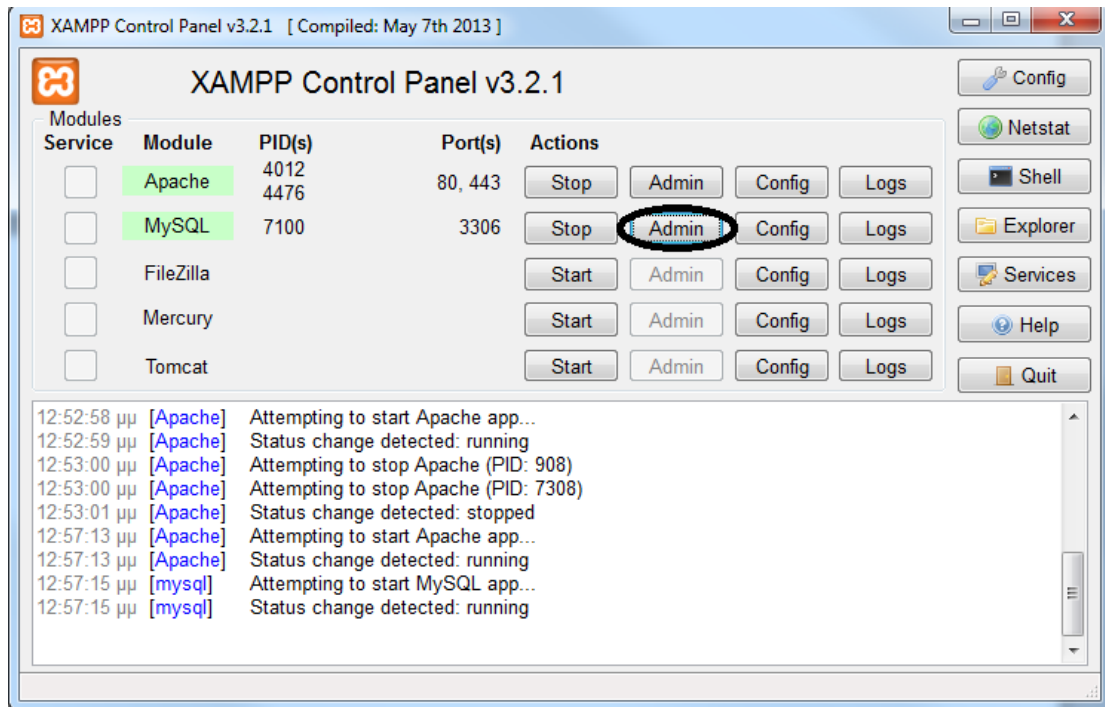 XAMPP Control Panel v3.2.1 [ Compiled: May 7th 2013 ]
XAMPP Control Panel v3.2.1
Config
Modules
Netstat
Service Module PID(s) Port(s) Actions
Apache 4012 4476 80, 443 Stop Admin Config Logs
Shell
MySQL 7100 3306 Stop Admin Config Logs
Explorer
FileZilla Start Admin Config Logs
Services
Mercury Start Admin Config Logs
Help
Tomcat Start Admin Config Logs
Quit
12:52:58 μμ [Apache] Attempting to start Apache app...
12:52:59 μμ [Apache] Status change detected: running
12:53:00 μμ [Apache] Attempting to stop Apache (PID: 908)
12:53:00 μμ [Apache] Attempting to stop Apache (PID: 7308)
12:53:01 μμ [Apache] Status change detected: stopped
12:57:13 μμ [Apache] Attempting to start Apache app...
12:57:13 μμ [Apache] Status change detected: running
12:57:15 μμ [mysql] Attempting to start MySQL app...
12:57:15 μμ [mysql] Status change detected: running